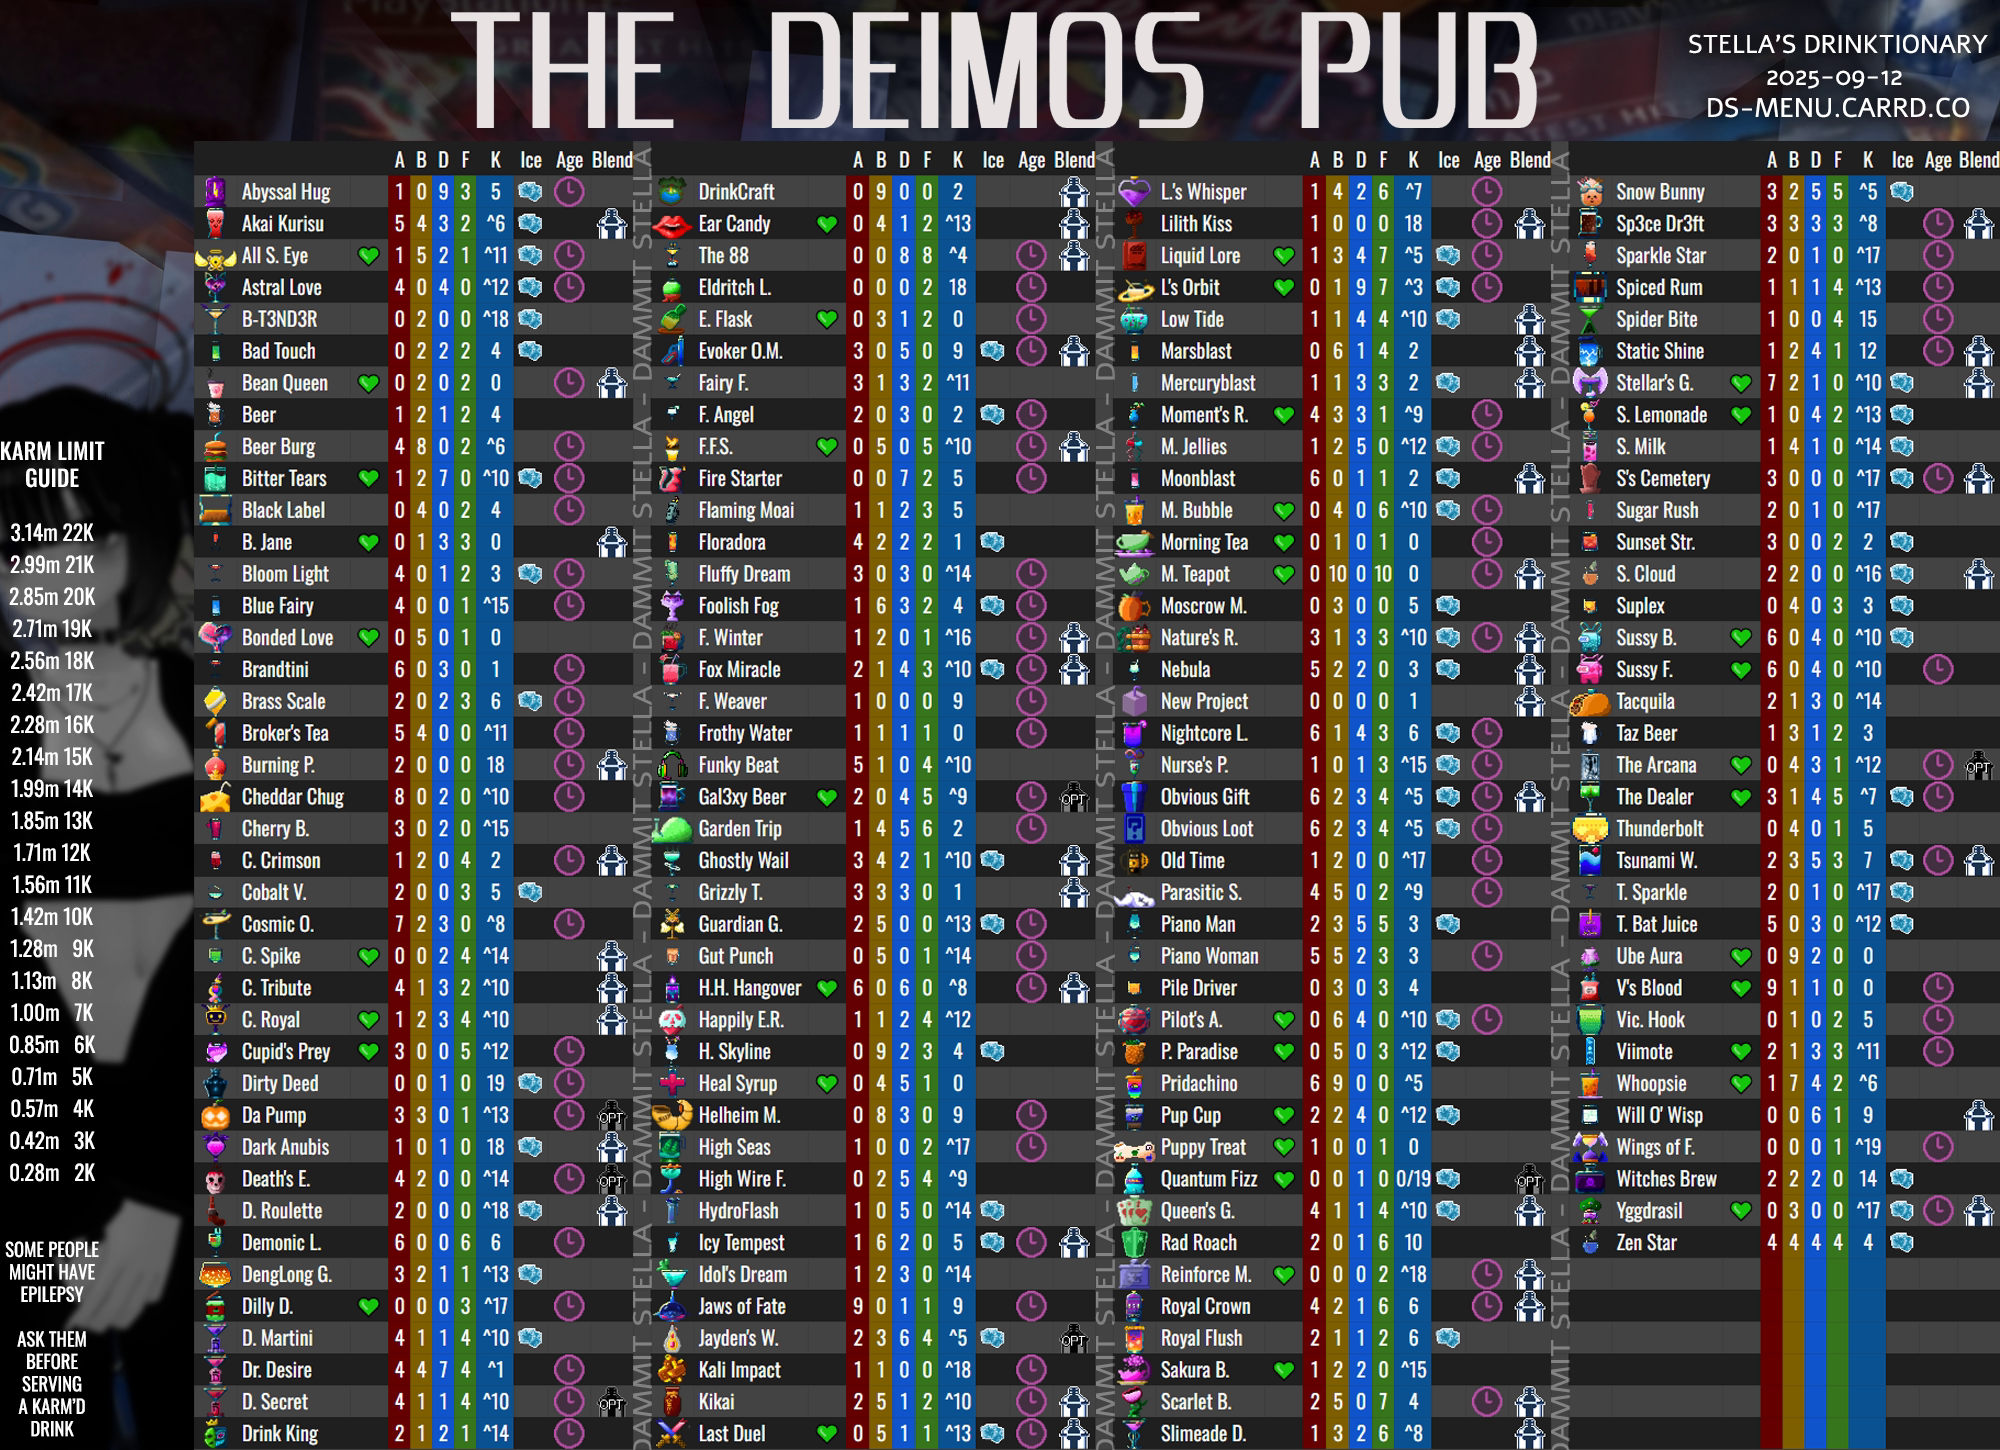 THE DEIMOS PUB
STELLA'S DRINKTIONARY
2025-09-12
DS-MENU.CARRD.CO
KARM LIMIT
GUIDE
3.14m 22K
2.99m 21K
2.85m 20K
2.71m 19K
2.56m 18K
2.42m 17K
2.28m 16K
2.14m 15K
1.99m 14K
1.85m 13K
1.71m 12K
1.56m 11K
1.42m 10K
1.28m 9K
1.13m 8K
1.00m 7K
0.85m 6K
0.71m 5K
0.57m 4K
0.42m 3K
0.28m 2K
SOME PEOPLE
MIGHT HAVE
EPILEPSY
ASK THEM
BEFORE
SERVING
A KARM'D
DRINK
A B D F K Ice Age Blend
Abyssal Hug 1 0 9 3 5
Akai Kurisu 5 4 3 2 ^6
All S. Eye 1 5 2 1 ^11
Astral Love 4 0 4 0 ^12
B-T3ND3R 0 2 0 0 ^18
Bad Touch 0 2 2 2 4
Bean Queen 0 2 0 2 0
Beer 1 2 1 2 4
Beer Burg 4 8 0 2 ^6
Bitter Tears 1 2 7 0 ^10
Black Label 0 4 0 2 4
B. Jane 0 1 3 3 0
Bloom Light 4 0 1 2 3
Blue Fairy 4 0 0 1 ^15
Bonded Love 0 5 0 1 0
Brandtini 6 0 3 0 1
Brass Scale 2 0 2 3 6
Broker's Tea 5 4 0 0 ^11
Burning P. 2 0 0 0 18
Cheddar Chug 8 0 2 0 ^10
Cherry B. 3 0 2 0 ^15
C. Crimson 1 2 0 4 2
Cobalt V. 2 0 0 3 5
Cosmic O. 7 2 3 0 ^8
C. Spike 0 0 2 4 ^14
C. Tribute 4 1 3 2 ^10
C. Royal 1 2 3 4 ^10
Cupid's Prey 3 0 0 5 ^12
Dirty Deed 0 0 1 0 19
Da Pump 3 3 0 1 ^13 OPT
Dark Anubis 1 0 1 0 18
Death's E. 4 2 0 0 ^14 OPT
D. Roulette 2 0 0 0 ^18
Demonic L. 6 0 0 6 6
DengLong G. 3 2 1 1 ^13
Dilly D. 0 0 0 3 ^17
D. Martini 4 1 1 4 ^10
Dr. Desire 4 4 7 4 ^1
D. Secret 4 1 1 4 ^10 OPT
Drink King 2 1 2 1 ^14
DAMMIT STELLA - DAMMIT STELLA - DAMMIT STELLA - DAMMIT STELLA
A B D F K Ice Age Blend
DrinkCraft 0 9 0 0 2
Ear Candy 0 4 1 2 ^13
The 88 0 0 8 8 ^4
Eldritch L. 0 0 0 2 18
E. Flask 0 3 1 2 0
Evoker O.M. 3 0 5 0 9
Fairy F. 3 1 3 2 ^11
F. Angel 2 0 3 0 2
F.F.S. 0 5 0 5 ^10
Fire Starter 0 0 7 2 5
Flaming Moai 1 1 2 3 5
Floradora 4 2 2 2 1
Fluffy Dream 3 0 3 0 ^14
Foolish Fog 1 6 3 2 4
F. Winter 1 2 0 1 ^16
Fox Miracle 2 1 4 3 ^10
F. Weaver 1 0 0 0 9
Frothy Water 1 1 1 1 0
Funky Beat 5 1 0 4 ^10
Gal3xy Beer 2 0 4 5 ^9 OPT
Garden Trip 1 4 5 6 2
Ghostly Wail 3 4 2 1 ^10
Grizzly T. 3 3 3 0 1
Guardian G. 2 5 0 0 ^13
Gut Punch 0 5 0 1 ^14
H.H. Hangover 6 0 6 0 ^8
Happily E.R. 1 1 2 4 ^12
H. Skyline 0 9 2 3 4
Heal Syrup 0 4 5 1 0
Helheim M. 0 8 3 0 9
High Seas 1 0 0 2 ^17
High Wire F. 0 2 5 4 ^9
HydroFlash 1 0 5 0 ^14
Icy Tempest 1 6 2 0 5
Idol's Dream 1 2 3 0 ^14
Jaws of Fate 9 0 1 1 9
Jayden's W. 2 3 6 4 ^5 OPT
Kali Impact 1 1 0 0 ^18
Kikai 2 5 1 2 ^10
Last Duel 0 5 0 1 ^13
DAMMIT STELLA - DAMMIT STELLA - DAMMIT STELLA - DAMMIT STELLA
A B D F K Ice Age Blend
L.'s Whisper 1 4 2 6 ^7
Lilith Kiss 1 0 0 0 18
Liquid Lore 1 3 4 7 ^5
L's Orbit 0 1 9 7 ^3
Low Tide 1 1 4 4 ^10
Marsblast 0 6 1 4 2
Mercuryblast 1 1 3 3 2
Moment's R. 4 3 3 1 ^9
M. Jellies 1 2 5 0 ^12
Moonblast 6 0 1 1 2
M. Bubble 0 4 0 6 ^10
Morning Tea 0 1 0 1 0
M. Teapot 0 10 0 10 0
Moscrow M. 0 3 0 0 5
Nature's R. 3 1 3 3 ^10
Nebula 5 2 2 0 3
New Project 0 0 0 0 1
Nightcore L. 6 1 4 3 6
Nurse's P. 1 0 1 3 ^15
Obvious Gift 6 2 3 4 ^5
Obvious Loot 6 2 3 4 ^5
Old Time 1 2 0 0 ^17
Parasitic S. 4 5 0 2 ^9
Piano Man 2 3 5 5 3
Piano Woman 5 5 2 3 3
Pile Driver 0 3 0 3 4
Pilot's A. 0 6 4 0 ^10
P. Paradise 0 5 0 3 ^12
Pridachino 6 9 0 0 ^5
Pup Cup 2 2 4 0 ^12
Puppy Treat 1 0 0 1 0
Quantum Fizz 0 0 1 0 0/19 OPT
Queen's G. 4 1 1 4 ^10
Rad Roach 2 0 1 6 10
Reinforce M. 0 0 0 2 ^18
Royal Crown 4 2 1 6 6
Royal Flush 2 1 1 2 6
Sakura B. 1 2 2 0 ^15
Scarlet B. 2 5 0 7 4
Slimeade D. 1 3 2 6 ^8
DAMMIT STELLA - DAMMIT STELLA - DAMMIT STELLA - DAMMIT STELLA
A B D F K Ice Age Blend
Snow Bunny 3 2 5 5 ^5
Sp3ce Dr3ft 3 3 3 3 ^8
Sparkle Star 2 0 1 0 ^17
Spiced Rum 1 1 1 4 ^13
Spider Bite 1 0 0 4 15
Static Shine 1 2 4 1 12
Stellar's G. 7 2 1 0 ^10
S. Lemonade 1 0 4 2 ^13
S. Milk 1 4 1 0 ^14
S's Cemetery 3 0 0 0 ^17
Sugar Rush 2 0 1 0 ^17
Sunset Str. 3 0 0 2 2
S. Cloud 2 2 0 0 ^16
Suplex 0 4 0 3 3
Sussy B. 6 0 4 0 ^10
Sussy F. 6 0 4 0 ^10
Tacquila 2 1 3 0 ^14
Taz Beer 1 3 1 2 3
The Arcana 0 4 3 1 ^12 OPT
The Dealer 3 1 4 5 ^7
Thunderbolt 0 4 0 1 5
Tsunami W. 2 3 5 3 7
T. Sparkle 2 0 1 0 ^17
T. Bat Juice 5 0 3 0 ^12
Ube Aura 0 9 2 0 0
V's Blood 9 1 1 0 0
Vic. Hook 0 1 0 2 5
Viimote 2 1 3 3 ^11
Whoopsie 1 7 4 2 ^6
Will O' Wisp 0 0 6 1 9
Wings of F. 0 0 0 1 ^19
Witches Brew 2 2 2 0 14
Yggdrasil 0 3 0 0 ^17
Zen Star 4 4 4 4 4